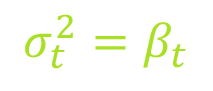 σ_t^2 = β_t